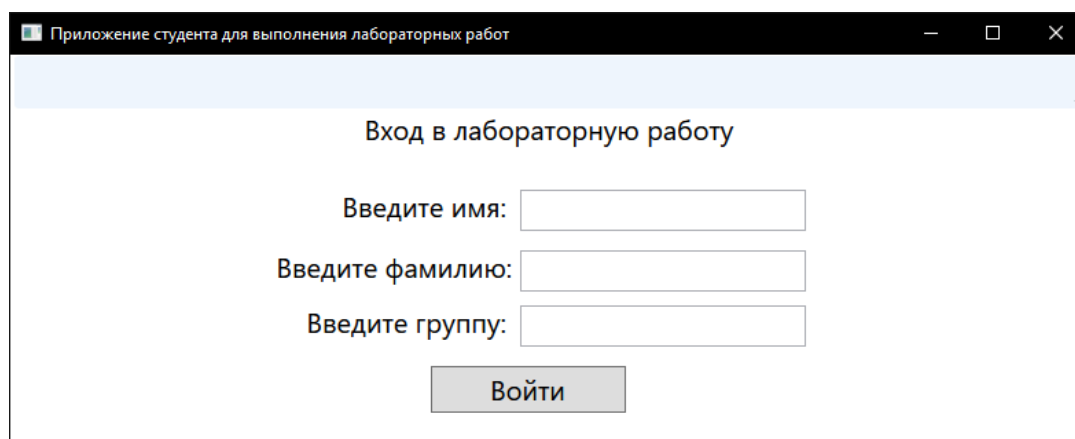 Приложение студента для выполнения лабораторных работ
Вход в лабораторную работу
Введите имя:
Введите фамилию:
Введите группу:
Войти